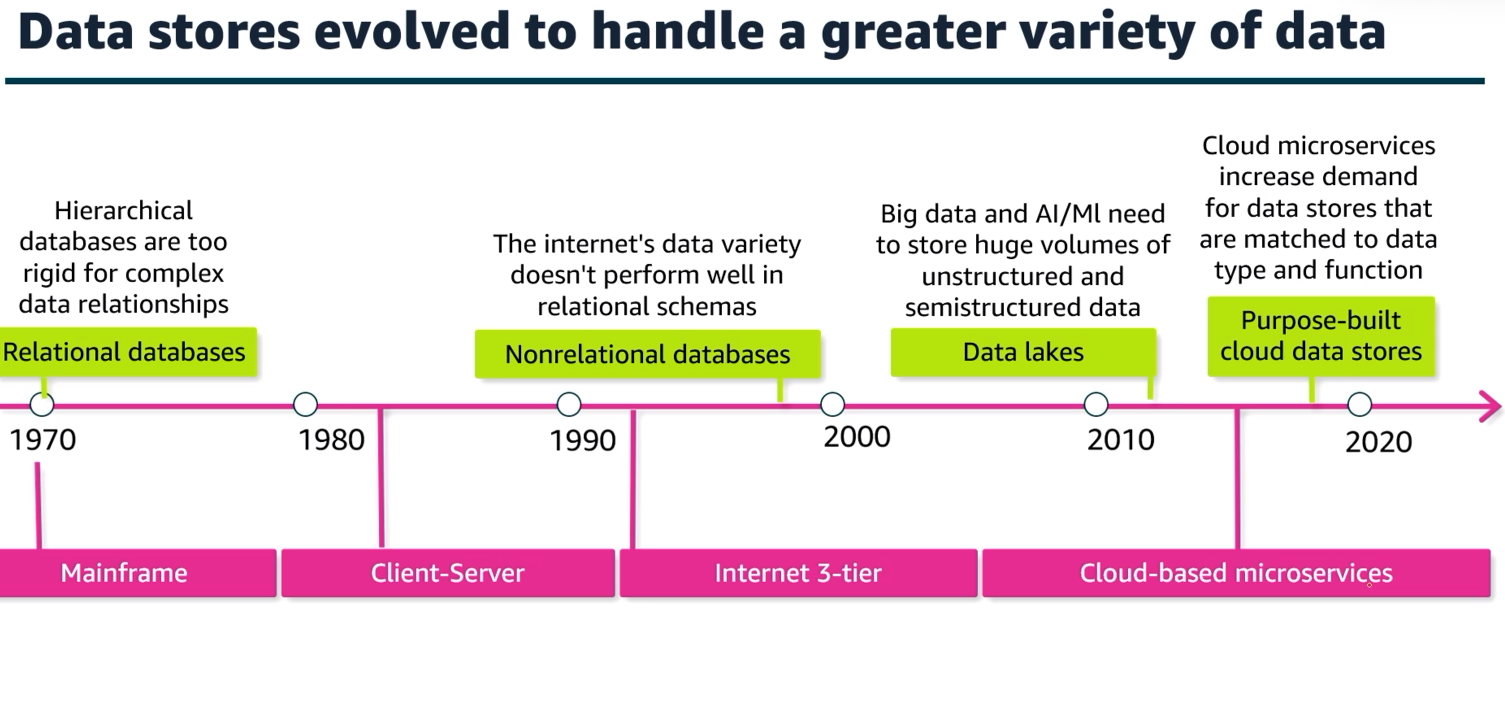 Data stores evolved to handle a greater variety of data
Hierarchical
databases are too
rigid for complex
data relationships
Relational databases
The internet's data variety
doesn't perform well in
relational schemas
Nonrelational databases
Big data and AI/Ml need
to store huge volumes of
unstructured and
semistructured data
Data lakes
Cloud microservices
increase demand
for data stores that
are matched to data
type and function
Purpose-built
cloud data stores
1970
1980
1990
2000
2010
2020
Mainframe
Client-Server
Internet 3-tier
Cloud-based microservices